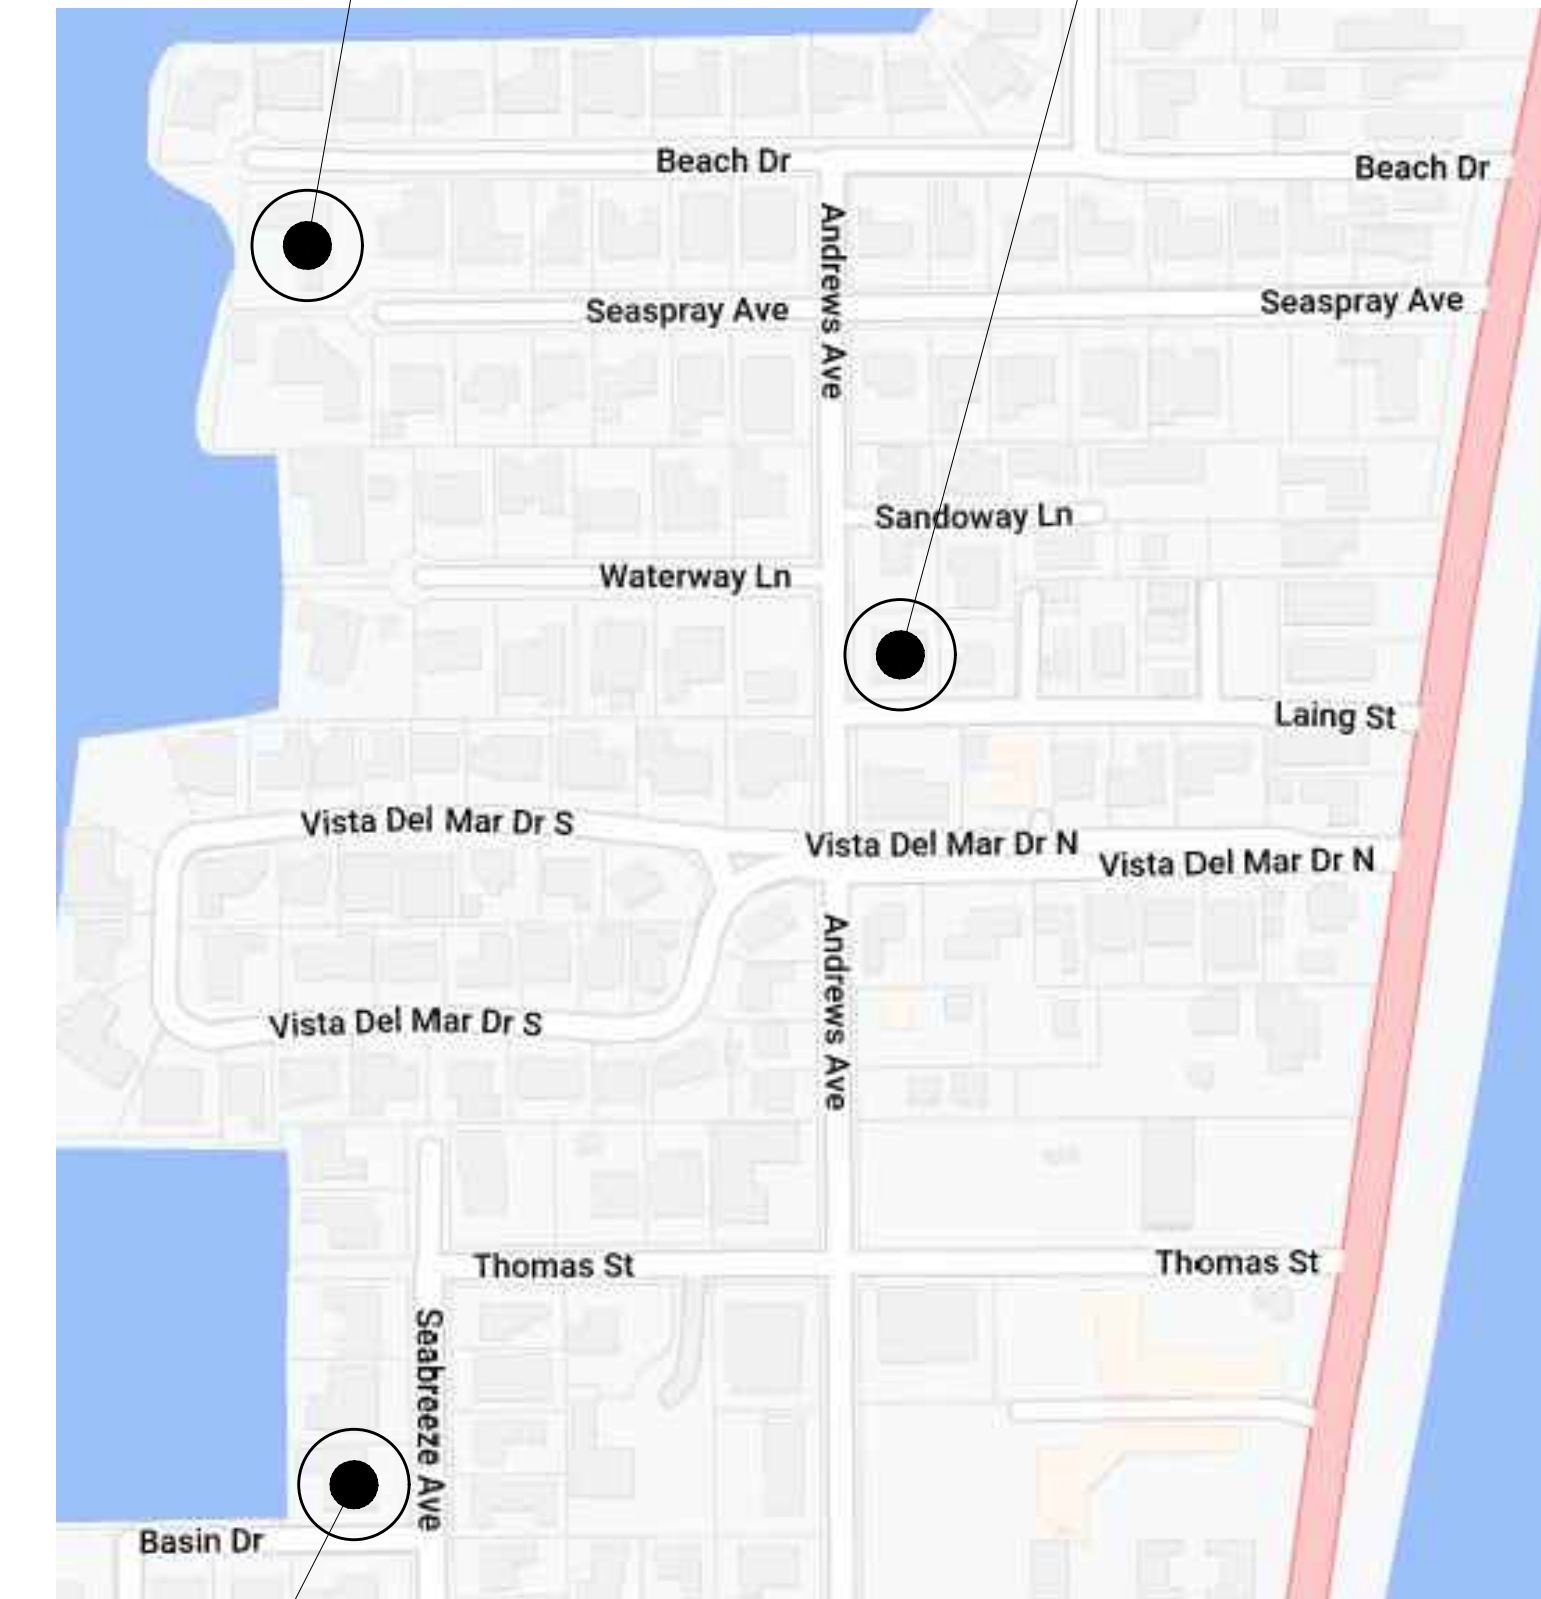 Beach Dr
Beach Dr
Andrews Ave
Seaspray Ave
Seaspray Ave
Sandoway Ln
Waterway Ln
Laing St
Vista Del Mar Dr S
Vista Del Mar Dr N
Vista Del Mar Dr N
Andrews Ave
Vista Del Mar Dr S
Thomas St
Thomas St
Seabreeze Ave
Basin Dr